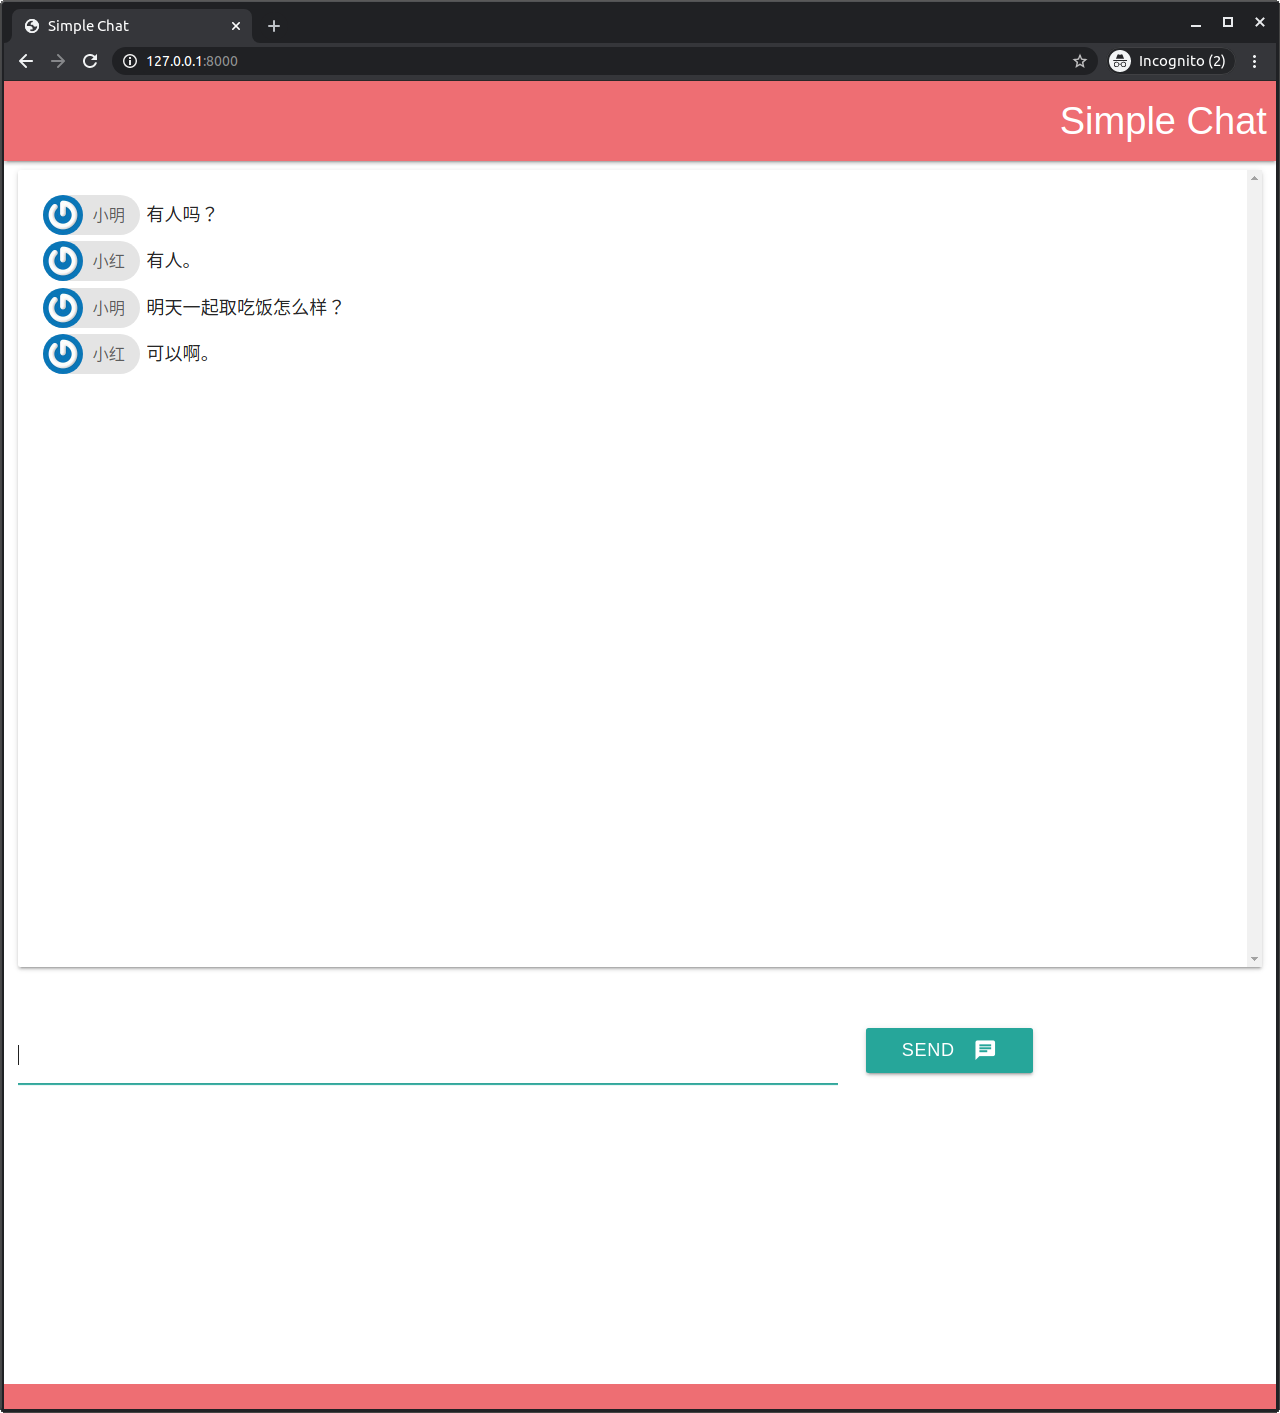 Simple Chat
127.0.0.1:8000
Incognito (2)
Simple Chat
小明 有人吗？
小红 有人。
小明 明天一起取吃饭怎么样？
小红 可以啊。
SEND